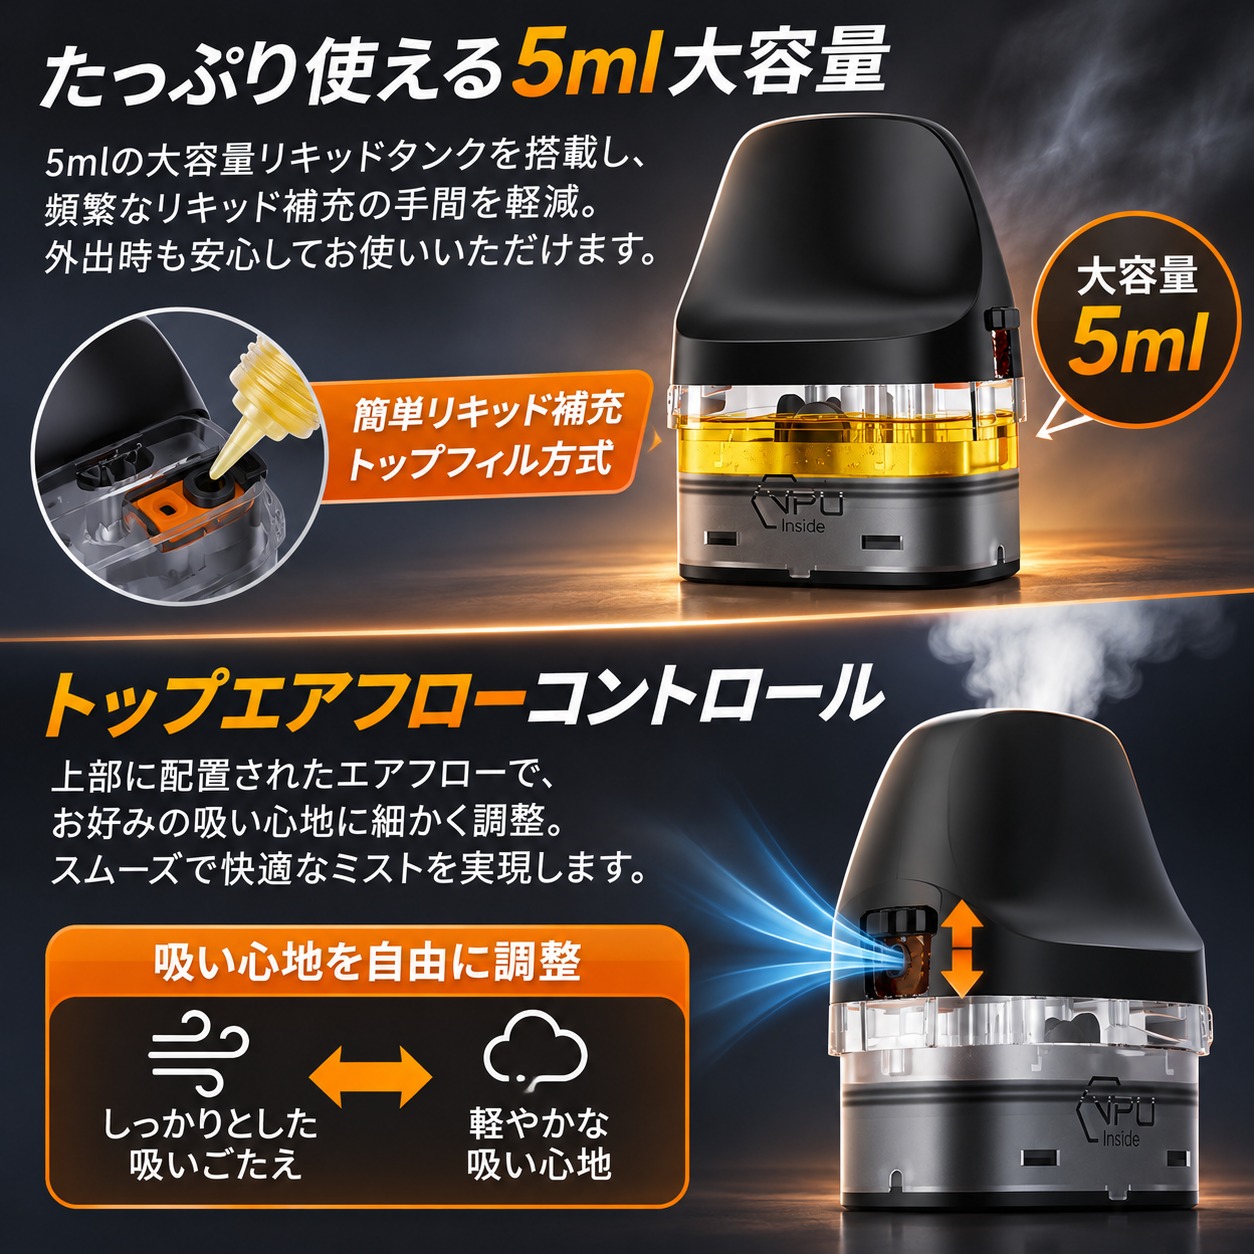 たっぷり使える5ml大容量
5mlの大容量リキッドタンクを搭載し、
頻繁なリキッド補充の手間を軽減。
外出時も安心してお使いいただけます。
大容量
5ml
簡単リキッド補充
トップフィル方式
VPU
Inside
トップエアフローコントロール
上部に配置されたエアフローで、
お好みの吸い心地に細かく調整。
スムーズで快適なミストを実現します。
吸い心地を自由に調整
しっかりとした
吸いごたえ
軽やかな
吸い心地
VPU
Inside